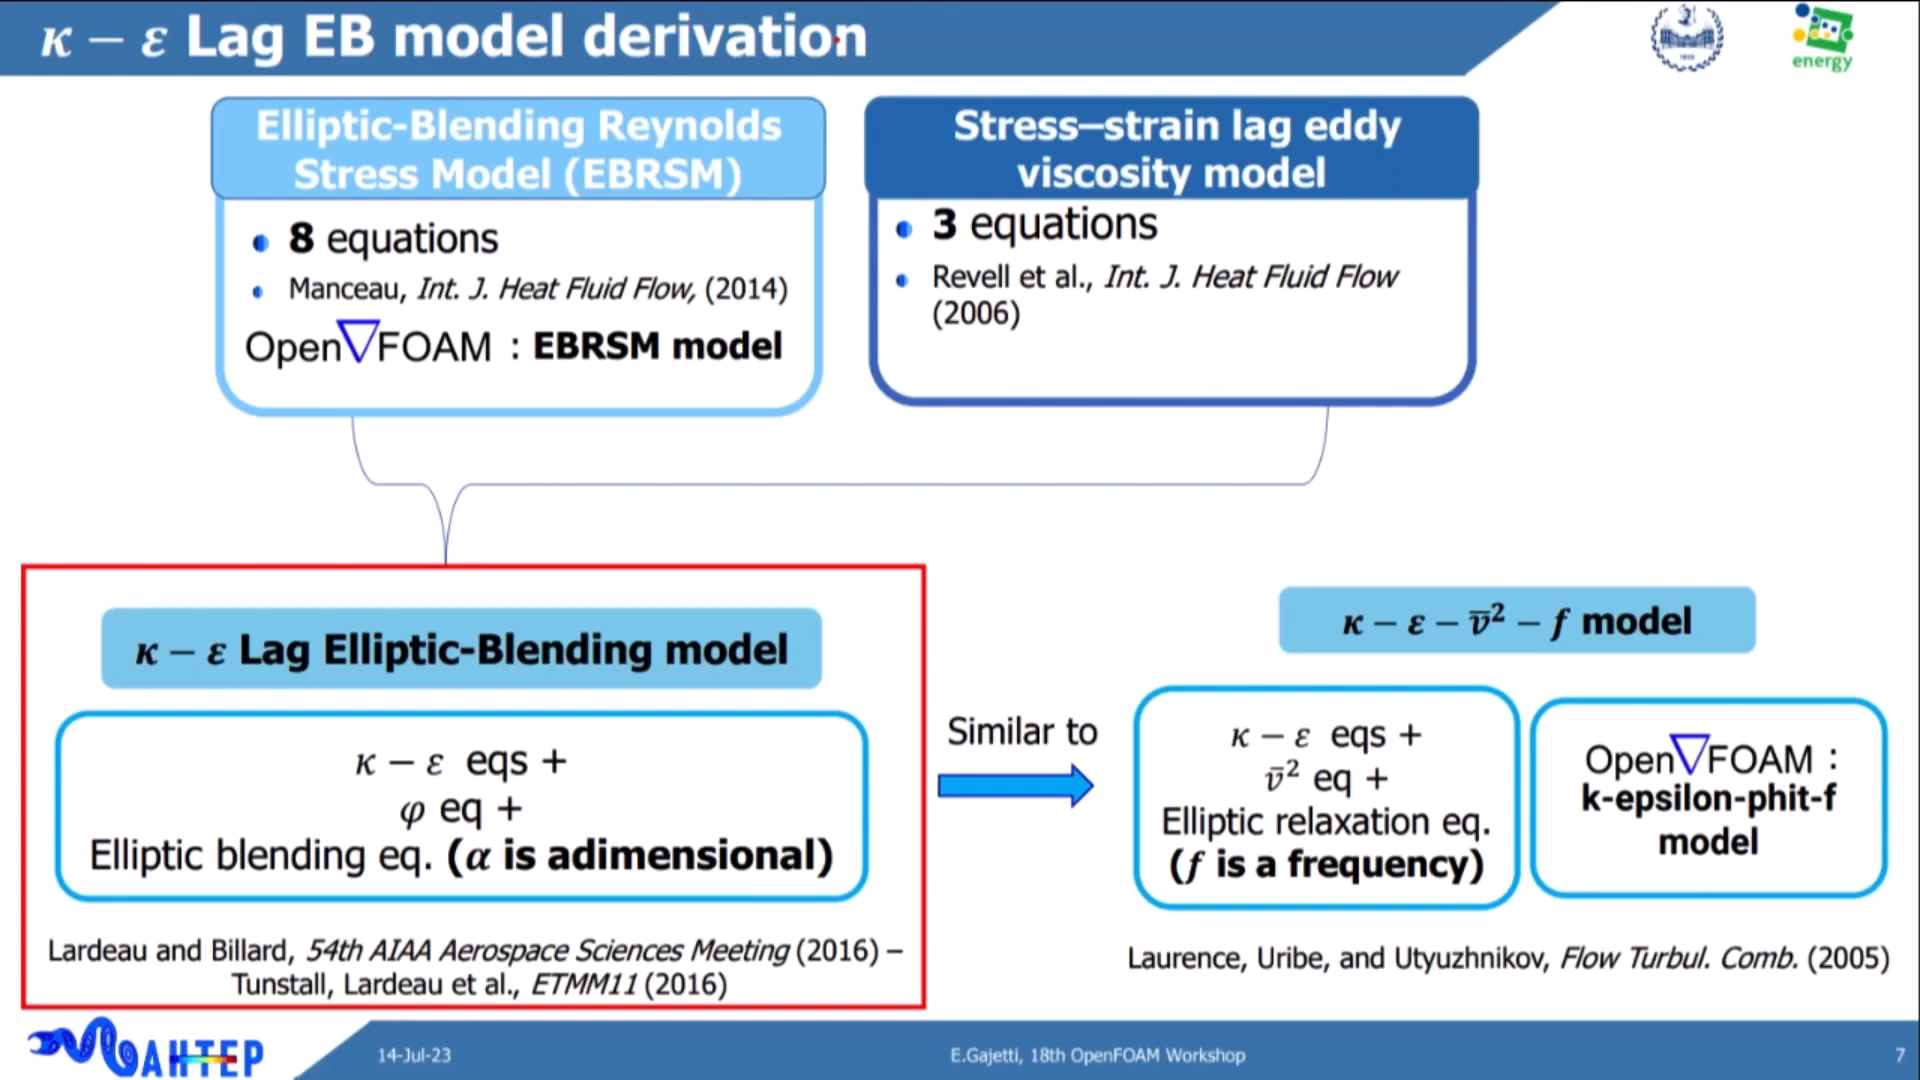 κ − ε Lag EB model derivation
energy
Elliptic-Blending Reynolds
Stress Model (EBRSM)
• 8 equations
• Manceau, Int. J. Heat Fluid Flow, (2014)
Open∇FOAM : EBRSM model
Stress–strain lag eddy
viscosity model
• 3 equations
• Revell et al., Int. J. Heat Fluid Flow
(2006)
κ − ε Lag Elliptic-Blending model
κ − ε eqs +
φ eq +
Elliptic blending eq. (α is adimensional)
Lardeau and Billard, 54th AIAA Aerospace Sciences Meeting (2016) –
Tunstall, Lardeau et al., ETMM11 (2016)
Similar to
κ − ε − v̅² − f model
κ − ε eqs +
v̅² eq +
Elliptic relaxation eq.
(f is a frequency)
Open∇FOAM :
k-epsilon-phit-f
model
Laurence, Uribe, and Utyuzhnikov, Flow Turbul. Comb. (2005)
14-Jul-23
E.Gajetti, 18th OpenFOAM Workshop
7